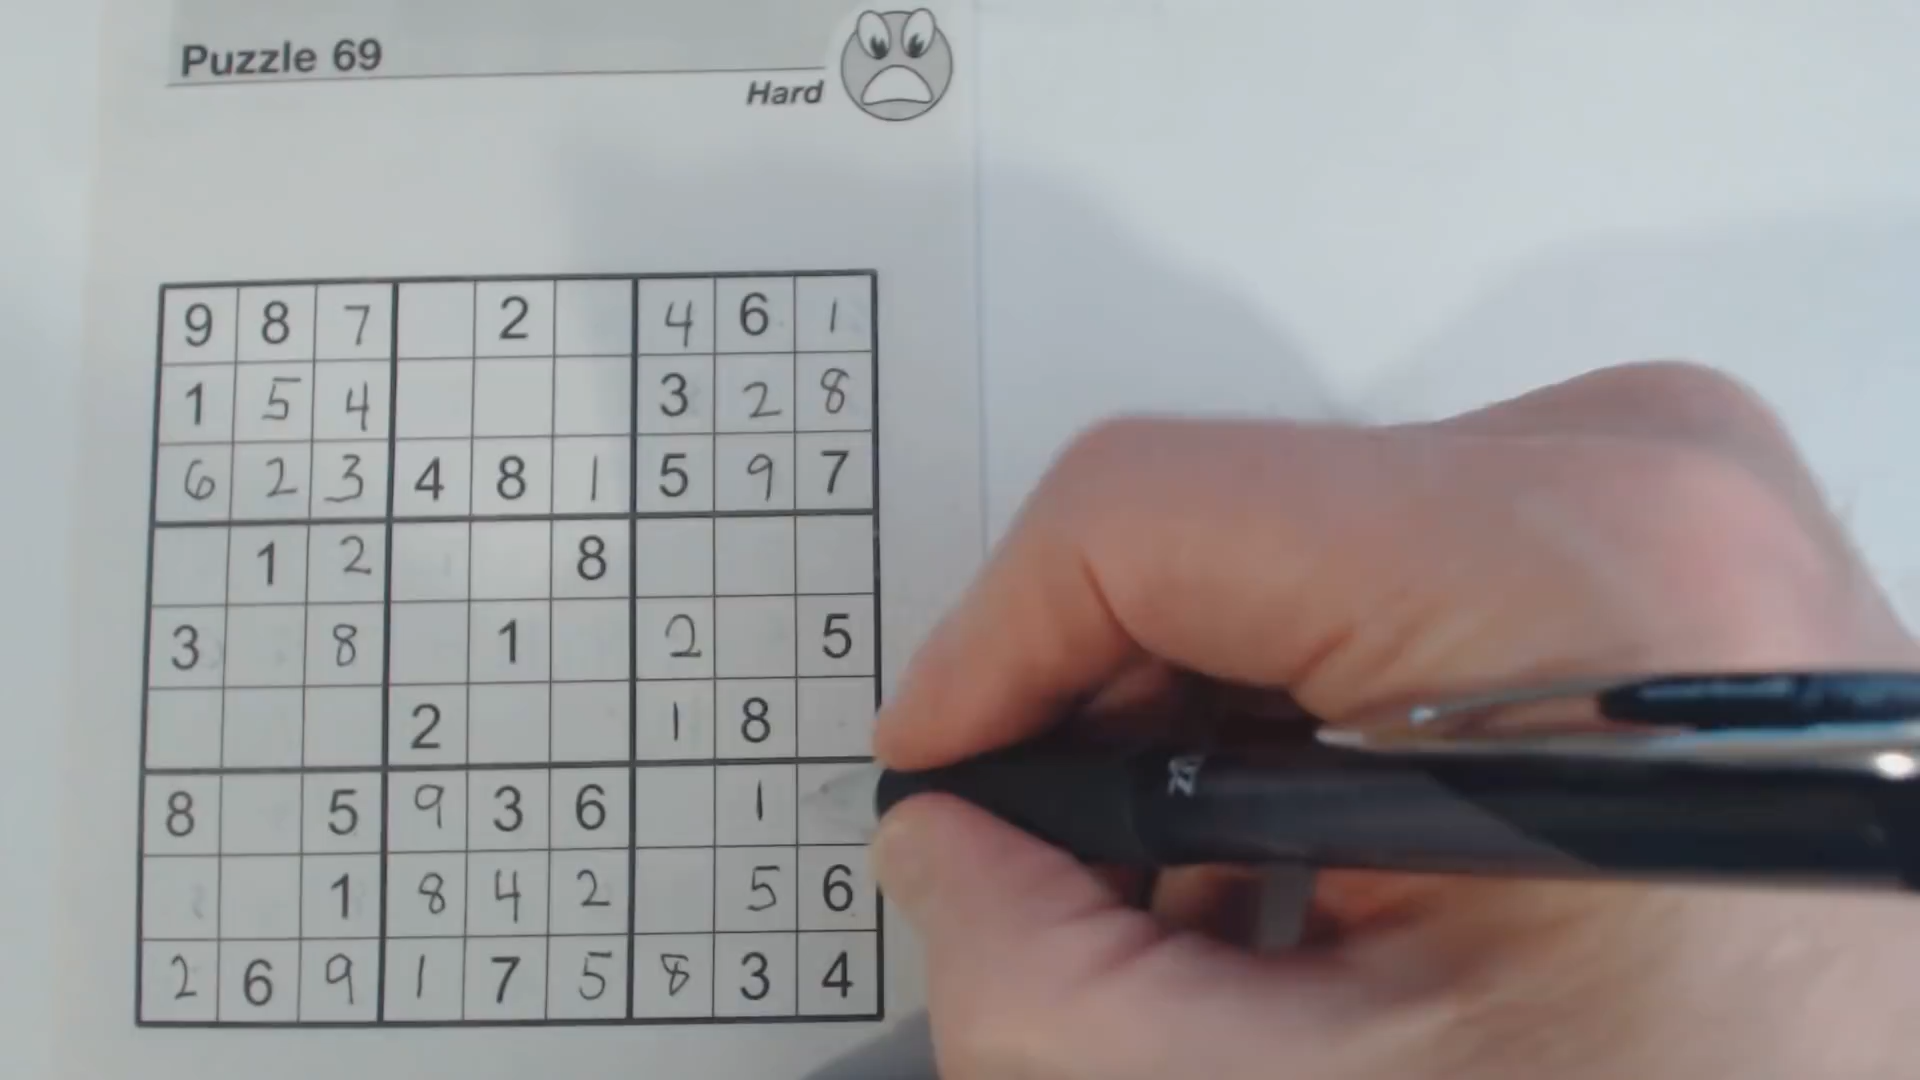 Puzzle 69
Hard
9 8 7 2 4 6 1
1 5 4 3 2 8
6 2 3 4 8 1 5 9 7
1 2 8
3 8 1 2 5
2 1 8
8 5 9 3 6 1
1 8 4 2 5 6
2 6 9 1 7 5 8 3 4